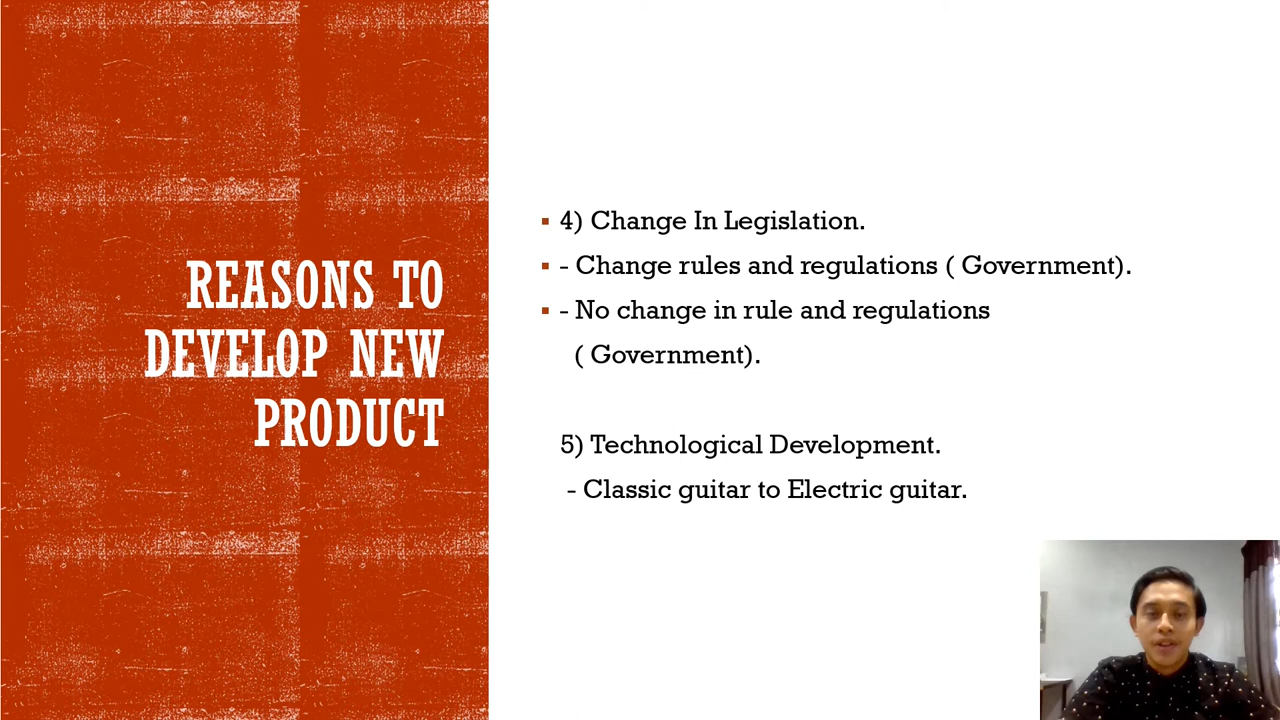 REASONS TO
DEVELOP NEW
PRODUCT
▪ 4) Change In Legislation.
▪ - Change rules and regulations ( Government).
▪ - No change in rule and regulations
( Government).
5) Technological Development.
- Classic guitar to Electric guitar.